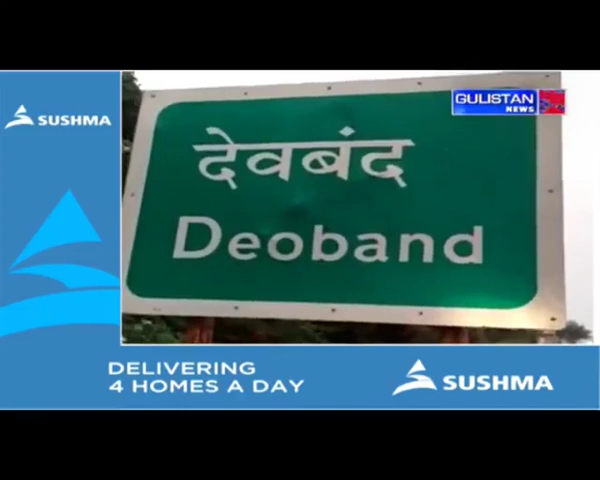 SUSHMA
GULISTAN
NEWS
देवबंद
Deoband
DELIVERING
4 HOMES A DAY
SUSHMA